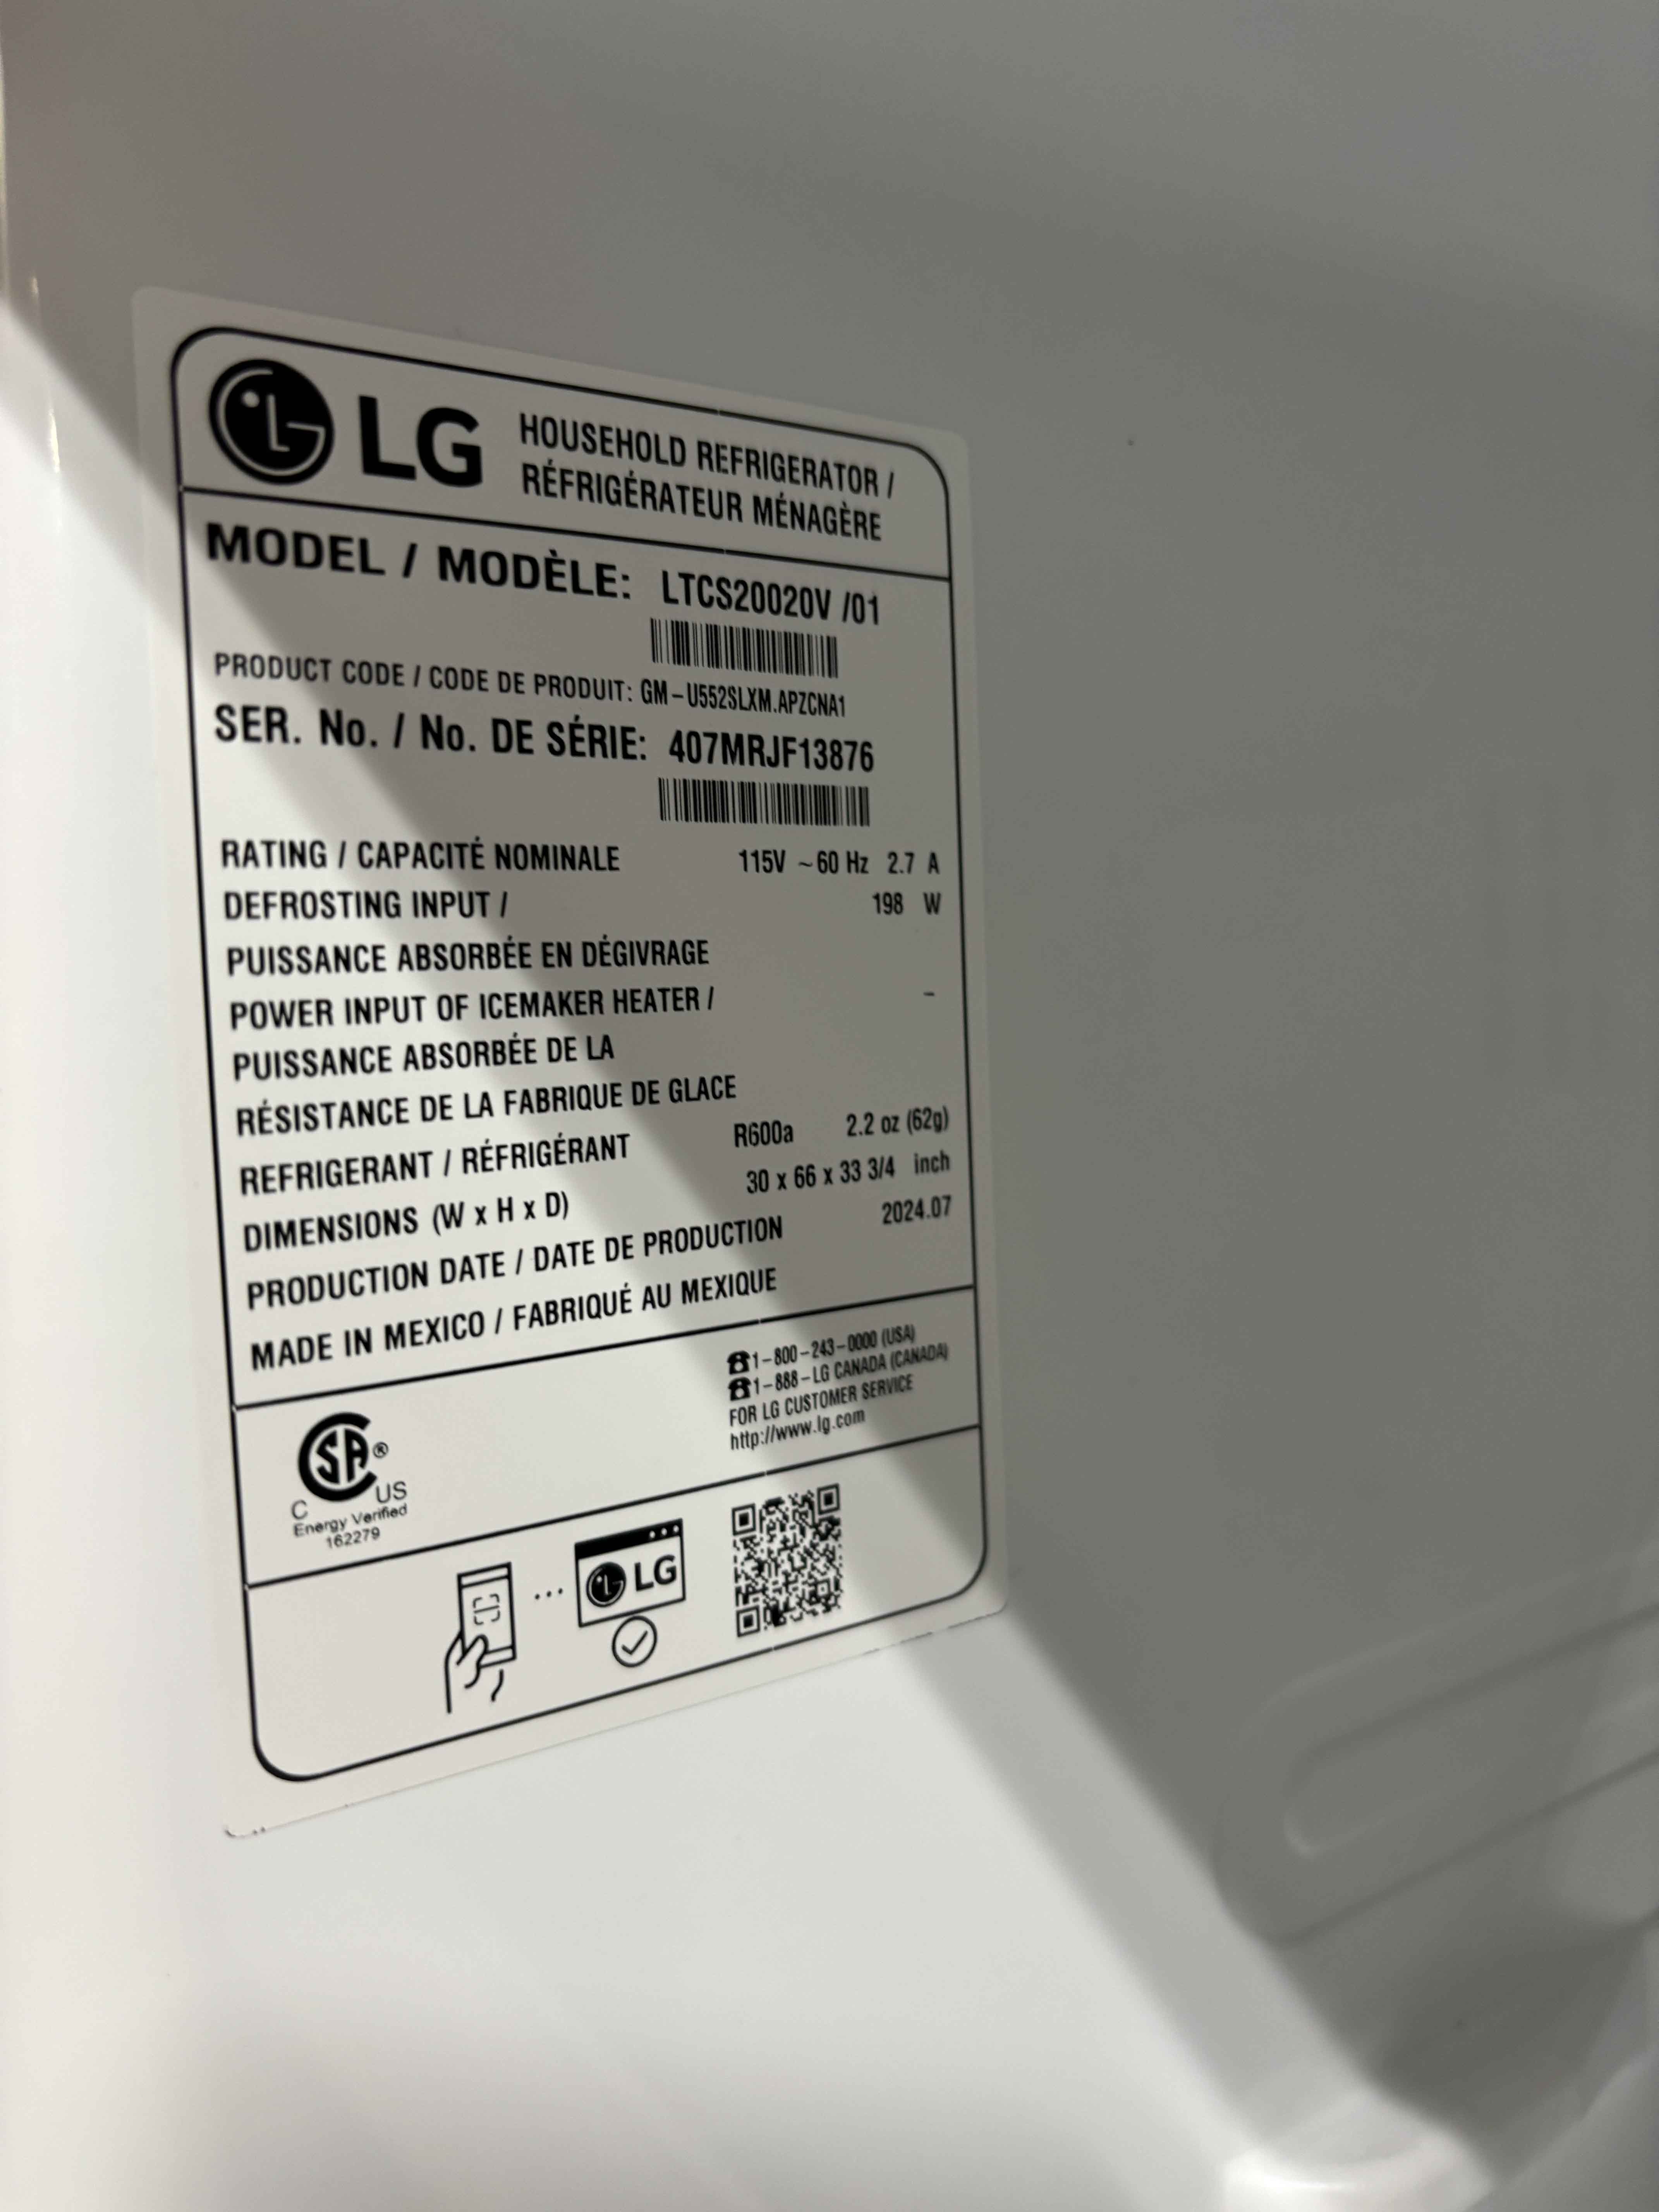 LG HOUSEHOLD REFRIGERATOR /
RÉFRIGÉRATEUR MÉNAGÈRE
MODEL / MODÈLE: LTCS20020V /01
PRODUCT CODE / CODE DE PRODUIT: GM-U552SLXM.APZCNA1
SER. No. / No. DE SÉRIE: 407MRJF13876
RATING / CAPACITÉ NOMINALE 115V ~60 Hz 2.7 A
DEFROSTING INPUT / 198 W
PUISSANCE ABSORBÉE EN DÉGIVRAGE
POWER INPUT OF ICEMAKER HEATER / -
PUISSANCE ABSORBÉE DE LA
RÉSISTANCE DE LA FABRIQUE DE GLACE
REFRIGERANT / RÉFRIGÉRANT R600a 2.2 oz (62g)
DIMENSIONS (W x H x D) 30 x 66 x 33 3/4 inch
PRODUCTION DATE / DATE DE PRODUCTION 2024.07
MADE IN MEXICO / FABRIQUÉ AU MEXIQUE
1-800-243-0000 (USA)
1-888-LG CANADA (CANADA)
FOR LG CUSTOMER SERVICE
http://www.lg.com
SA®
C US
Energy Verified
162279
LG